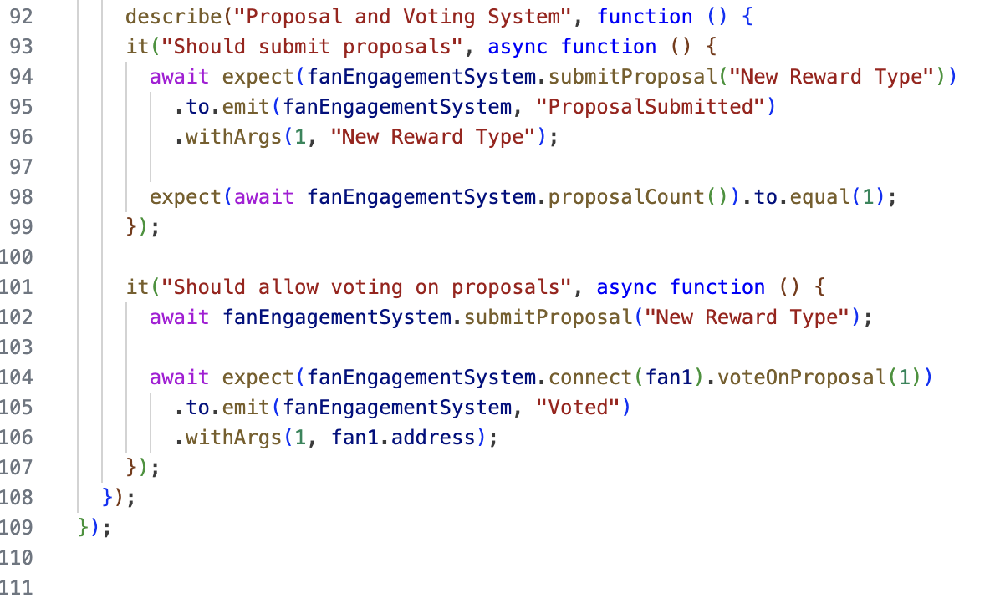 92 describe("Proposal and Voting System", function () {
93 it("Should submit proposals", async function () {
94 await expect(fanEngagementSystem.submitProposal("New Reward Type"))
95 .to.emit(fanEngagementSystem, "ProposalSubmitted")
96 .withArgs(1, "New Reward Type");
97
98 expect(await fanEngagementSystem.proposalCount()).to.equal(1);
99 });
100
101 it("Should allow voting on proposals", async function () {
102 await fanEngagementSystem.submitProposal("New Reward Type");
103
104 await expect(fanEngagementSystem.connect(fan1).voteOnProposal(1))
105 .to.emit(fanEngagementSystem, "Voted")
106 .withArgs(1, fan1.address);
107 });
108 });
109 });
110
111